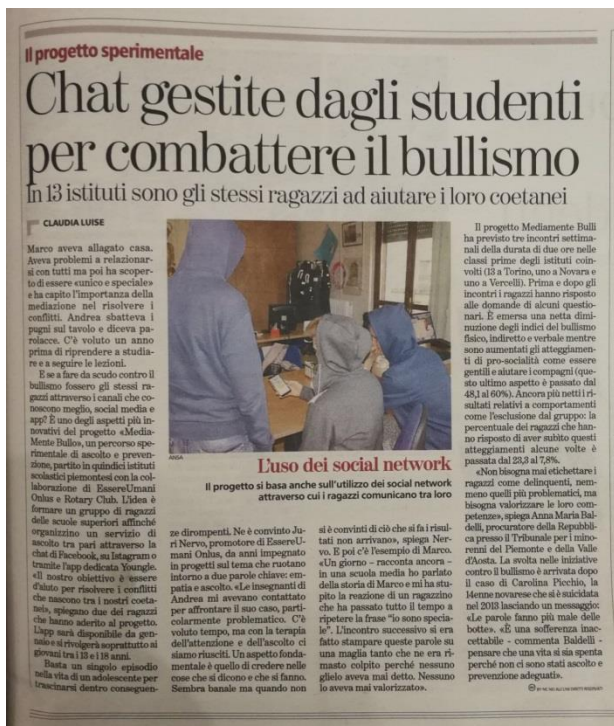 Il progetto sperimentale
Chat gestite dagli studenti
per combattere il bullismo
In 13 istituti sono gli stessi ragazzi ad aiutare i loro coetanei
CLAUDIA LUISE
Marco aveva allagato casa.
Aveva problemi a relazionar-
si con tutti ma poi ha scoper-
to di essere «unico e speciale»
e ha capito l'importanza della
mediazione nel risolvere i
conflitti. Andrea sbatteva i
pugni sul tavolo e diceva pa-
rolacce. C'è voluto un anno
prima di riprendere a studia-
re e a seguire le lezioni.
E se a fare da scudo contro il
bullismo fossero gli stessi ra-
gazzi attraverso i canali che co-
noscono meglio, social media e
app? È uno degli aspetti più in-
novativi del progetto «Media-
Mente Bullo», un percorso spe-
rimentale di ascolto e preven-
zione, partito in quindici istituti
scolastici piemontesi con la col-
laborazione di EssereUmani
Onlus e Rotary Club. L'idea è
formare un gruppo di ragazzi
delle scuole superiori affinché
organizzino un servizio di
ascolto tra pari attraverso la
chat di Facebook, su Istagram o
tramite l'app dedicata Youngle.
«Il nostro obiettivo è essere
d'aiuto per risolvere i conflitti
che nascono tra i nostri coeta-
nei», spiegano due dei ragazzi
che hanno aderito al progetto.
L'app sarà disponibile da gen-
naio e si rivolgerà soprattutto ai
giovani tra i 13 e i 18 anni.
Basta un singolo episodio
nella vita di un adolescente per
trascinarsi dentro conseguen-
ANSA
L'uso dei social network
Il progetto si basa anche sull'utilizzo dei social network
attraverso cui i ragazzi comunicano tra loro
ze dirompenti. Ne è convinto Ju-
ri Nervo, promotore di EssereU-
mani Onlus, da anni impegnato
in progetti sul tema che ruotano
intorno a due parole chiave: em-
patia e ascolto. «Le insegnanti di
Andrea mi avevano contattato
per affrontare il suo caso, parti-
colarmente problematico. C'è
voluto tempo, ma con la terapia
dell'attenzione e dell'ascolto ci
siamo riusciti. Un aspetto fonda-
mentale è quello di credere nelle
cose che si dicono e che si fanno.
Sembra banale ma quando non
si è convinti di ciò che si fa i risul-
tati non arrivano», spiega Ner-
vo. E poi c'è l'esempio di Marco.
«Un giorno - racconta ancora -
in una scuola media ho parlato
della storia di Marco e mi ha stu-
pito la reazione di un ragazzino
che ha passato tutto il tempo a
ripetere la frase "io sono specia-
le". L'incontro successivo si era
fatto stampare queste parole su
una maglia tanto che ne era ri-
masto colpito perché nessuno
glielo aveva mai detto. Nessuno
lo aveva mai valorizzato».
Il progetto Mediamente Bulli
ha previsto tre incontri settima-
nali della durata di due ore nelle
classi prime degli istituti coin-
volti (13 a Torino, uno a Novara e
uno a Vercelli). Prima e dopo gli
incontri i ragazzi hanno risposto
alle domande di alcuni questio-
nari. È emersa una netta dimi-
nuzione degli indici del bullismo
fisico, indiretto e verbale mentre
sono aumentati gli atteggiamen-
ti di pro-socialità come essere
gentili e aiutare i compagni (que-
sto ultimo aspetto è passato dal
48,1 al 60%). Ancora più netti i ri-
sultati relativi a comportamenti
come l'esclusione dal gruppo: la
percentuale dei ragazzi che han-
no risposto di aver subito questi
atteggiamenti alcune volte è
passata dal 23,3 al 7,8%.
«Non bisogna mai etichettare i
ragazzi come delinquenti, nem-
meno quelli più problematici, ma
bisogna valorizzare le loro com-
petenze», spiega Anna Maria Bal-
delli, procuratore della Repubbli-
ca presso il Tribunale per i mino-
renni del Piemonte e della Valle
d'Aosta. La svolta nelle iniziative
contro il bullismo è arrivata dopo
il caso di Carolina Picchio, la
14enne novarese che si è suicidata
nel 2013 lasciando un messaggio:
«Le parole fanno più male delle
botte». «È una sofferenza inac-
cettabile - commenta Baldelli -
pensare che una vita si sia spenta
perché non ci sono stati ascolto e
prevenzione adeguati».